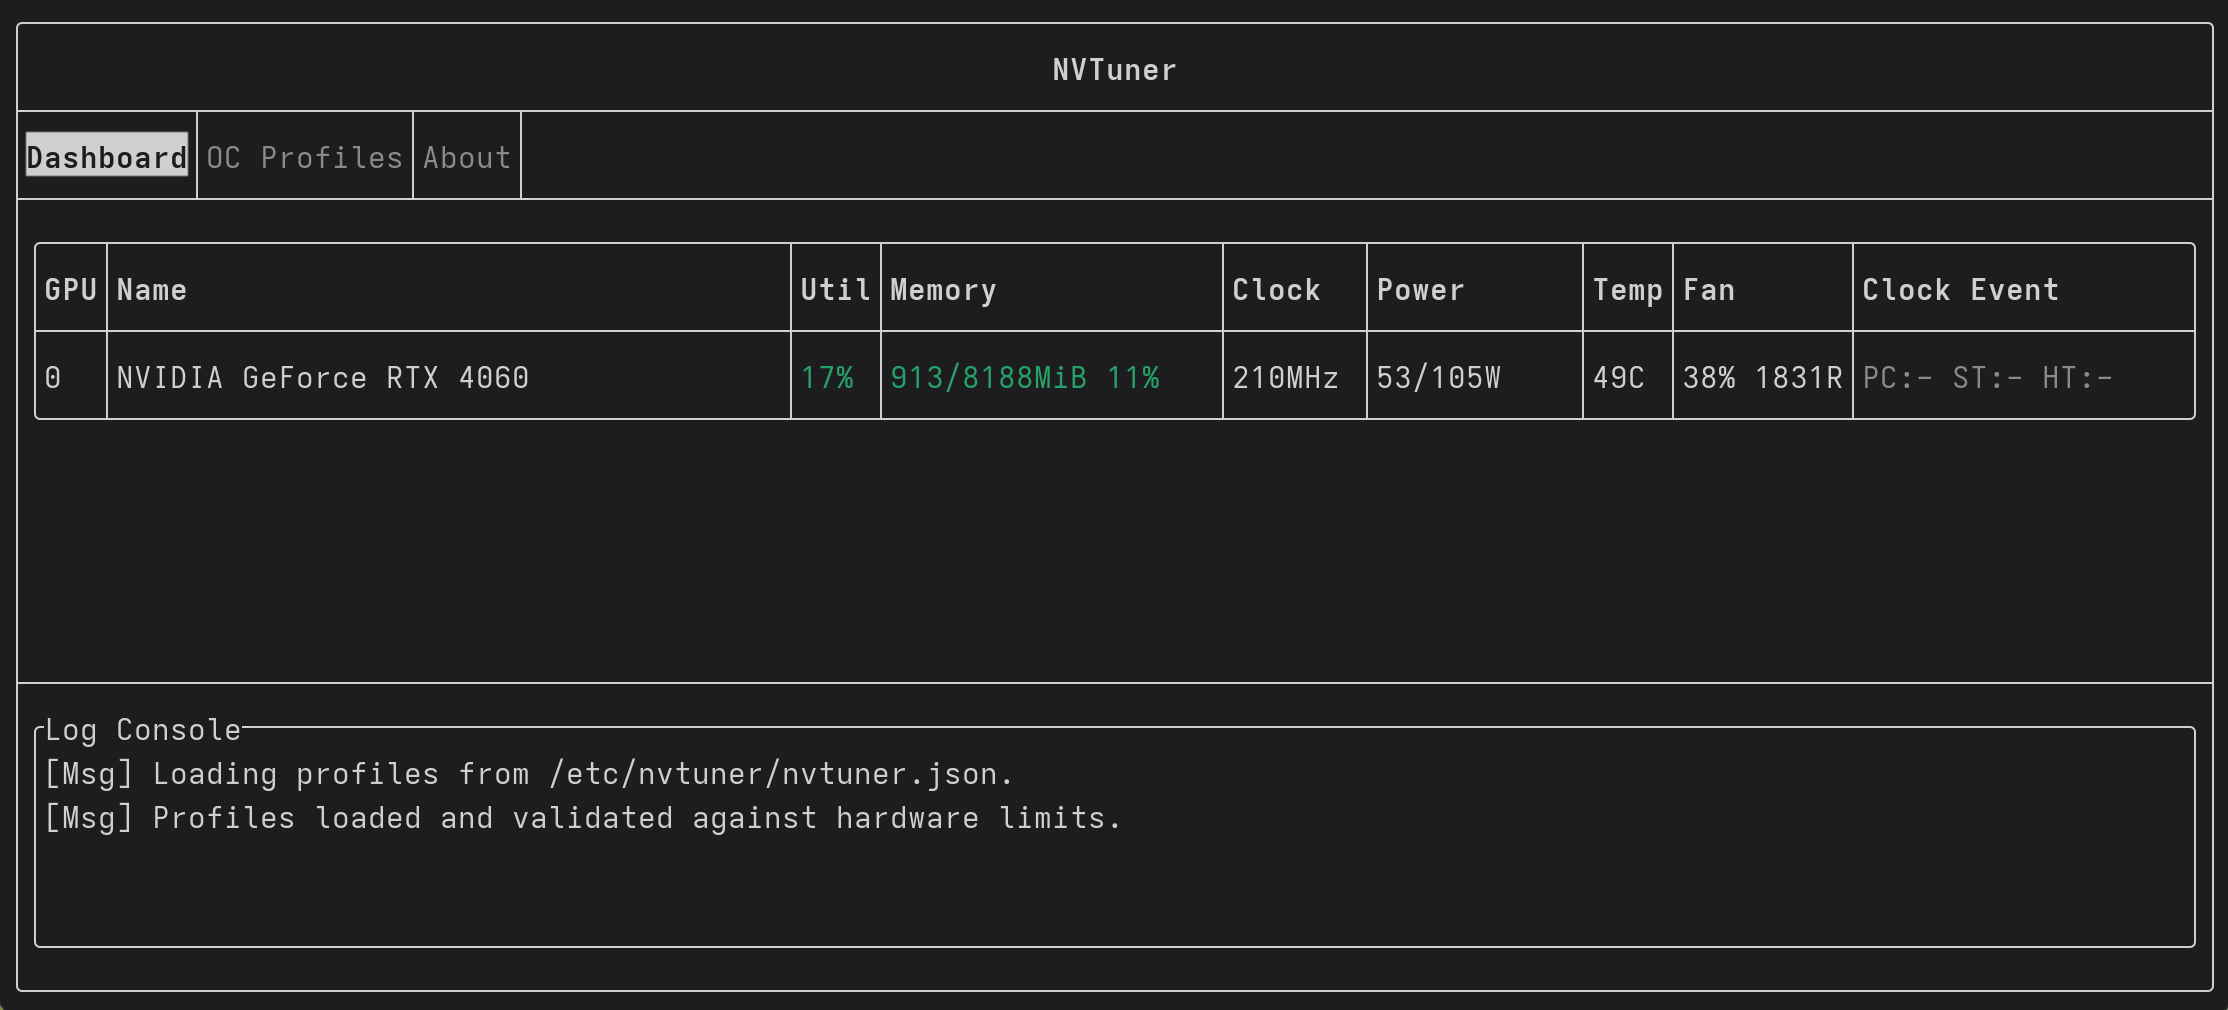 NVTuner
Dashboard OC Profiles About
GPU Name Util Memory Clock Power Temp Fan Clock Event
0 NVIDIA GeForce RTX 4060 17% 913/8188MiB 11% 210MHz 53/105W 49C 38% 1831R PC:- ST:- HT:-
Log Console
[Msg] Loading profiles from /etc/nvtuner/nvtuner.json.
[Msg] Profiles loaded and validated against hardware limits.